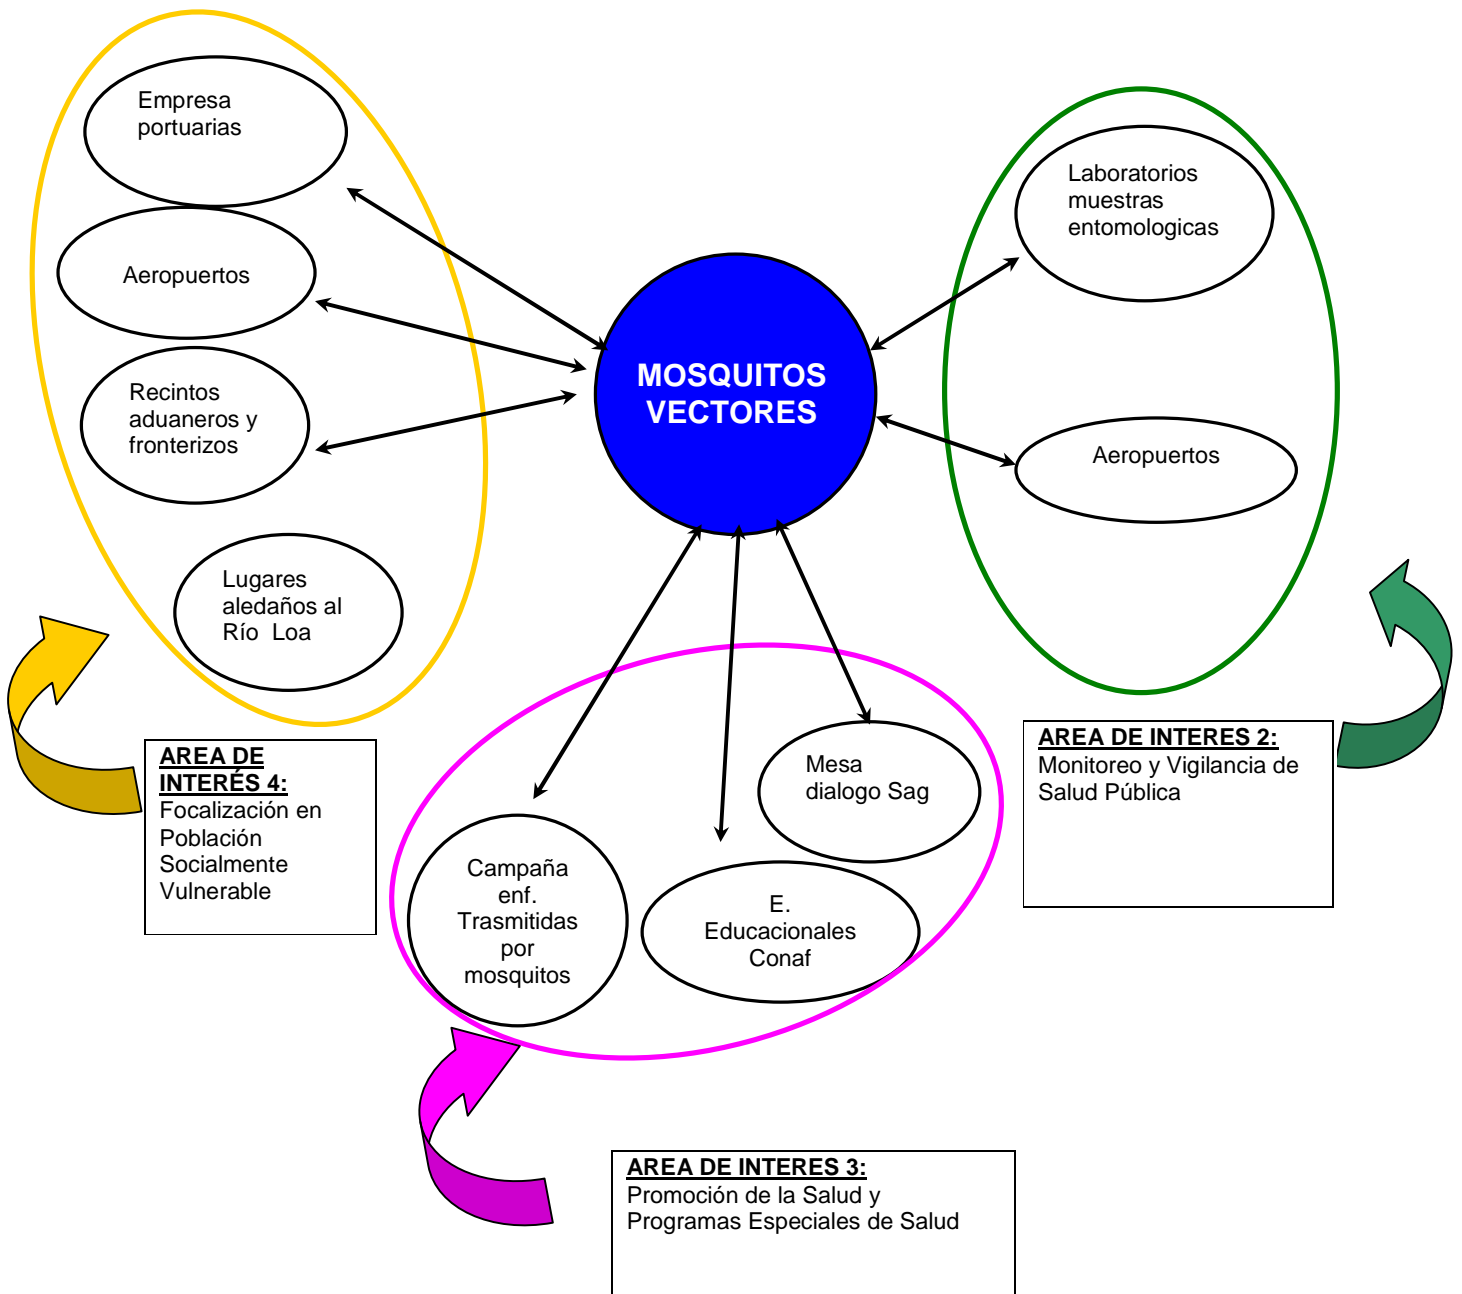 Empresa
portuarias
Aeropuertos
Recintos
aduaneros y
fronterizos
Lugares
aledaños al
Río Loa
MOSQUITOS
VECTORES
Laboratorios
muestras
entomologicas
Aeropuertos
AREA DE
INTERÉS 4:
Focalización en
Población
Socialmente
Vulnerable
Mesa
dialogo Sag
Campaña
enf.
Trasmitidas
por
mosquitos
E.
Educacionales
Conaf
AREA DE INTERES 2:
Monitoreo y Vigilancia de
Salud Pública
AREA DE INTERES 3:
Promoción de la Salud y
Programas Especiales de Salud